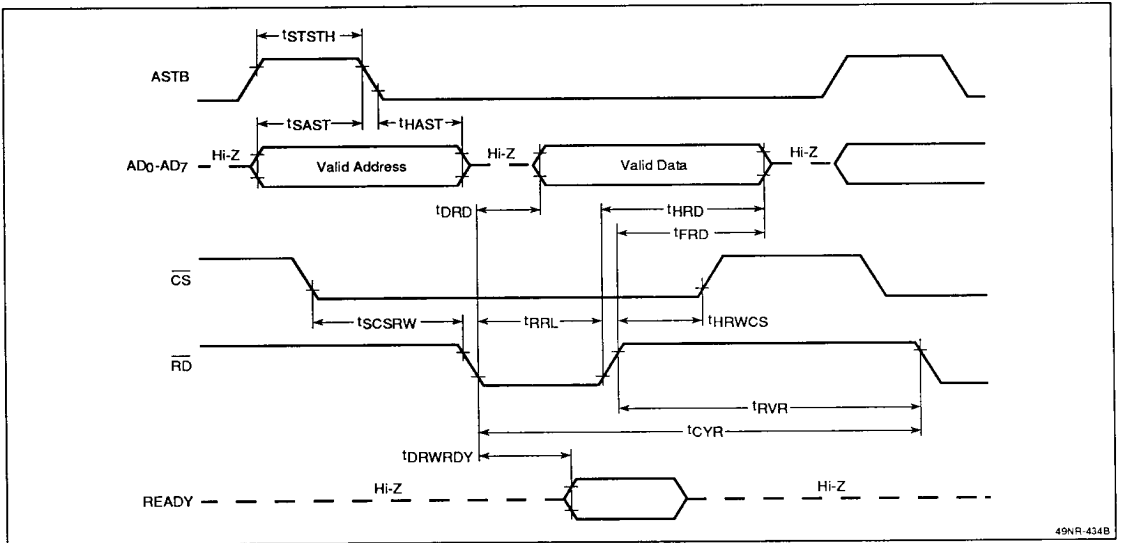 tSTSTH
ASTB
tSAST
tHAST
AD0-AD7
Hi-Z
Valid Address
Hi-Z
Valid Data
Hi-Z
tDRD
tHRD
tFRD
CS
tSCSRW
tRRL
tHRWCS
RD
tRVR
tCYR
tDRWRDY
READY
Hi-Z
Hi-Z
49NR-434B